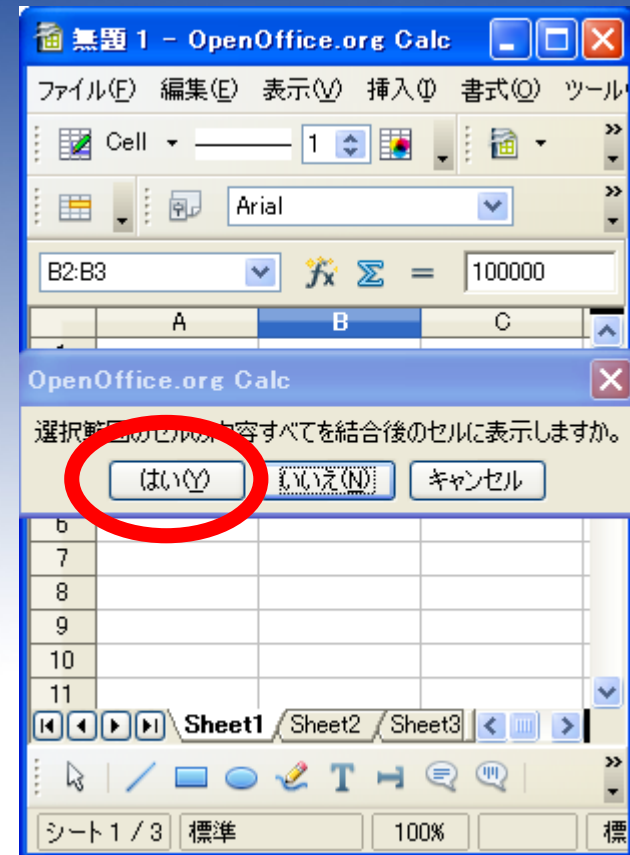 無題 1 - OpenOffice.org Calc
ファイル(F) 編集(E) 表示(V) 挿入(I) 書式(O) ツール
Cell 1
Arial
B2:B3 fx Σ = 100000
A B C
OpenOffice.org Calc
選択範囲のセルの内容すべてを結合後のセルに表示しますか。
はい(Y) いいえ(N) キャンセル
6
7
8
9
10
11
Sheet1 Sheet2 Sheet3
T
シート 1 / 3 標準 100% 標